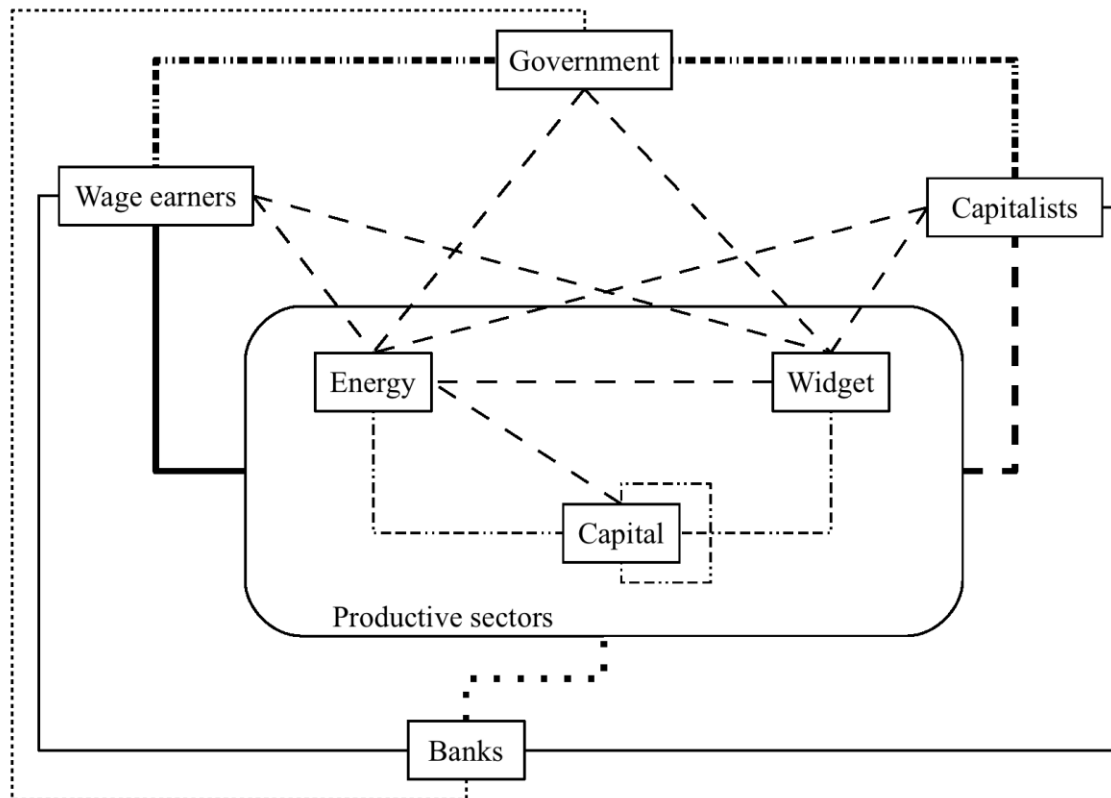 Government
Wage earners
Capitalists
Energy
Widget
Capital
Productive sectors
Banks